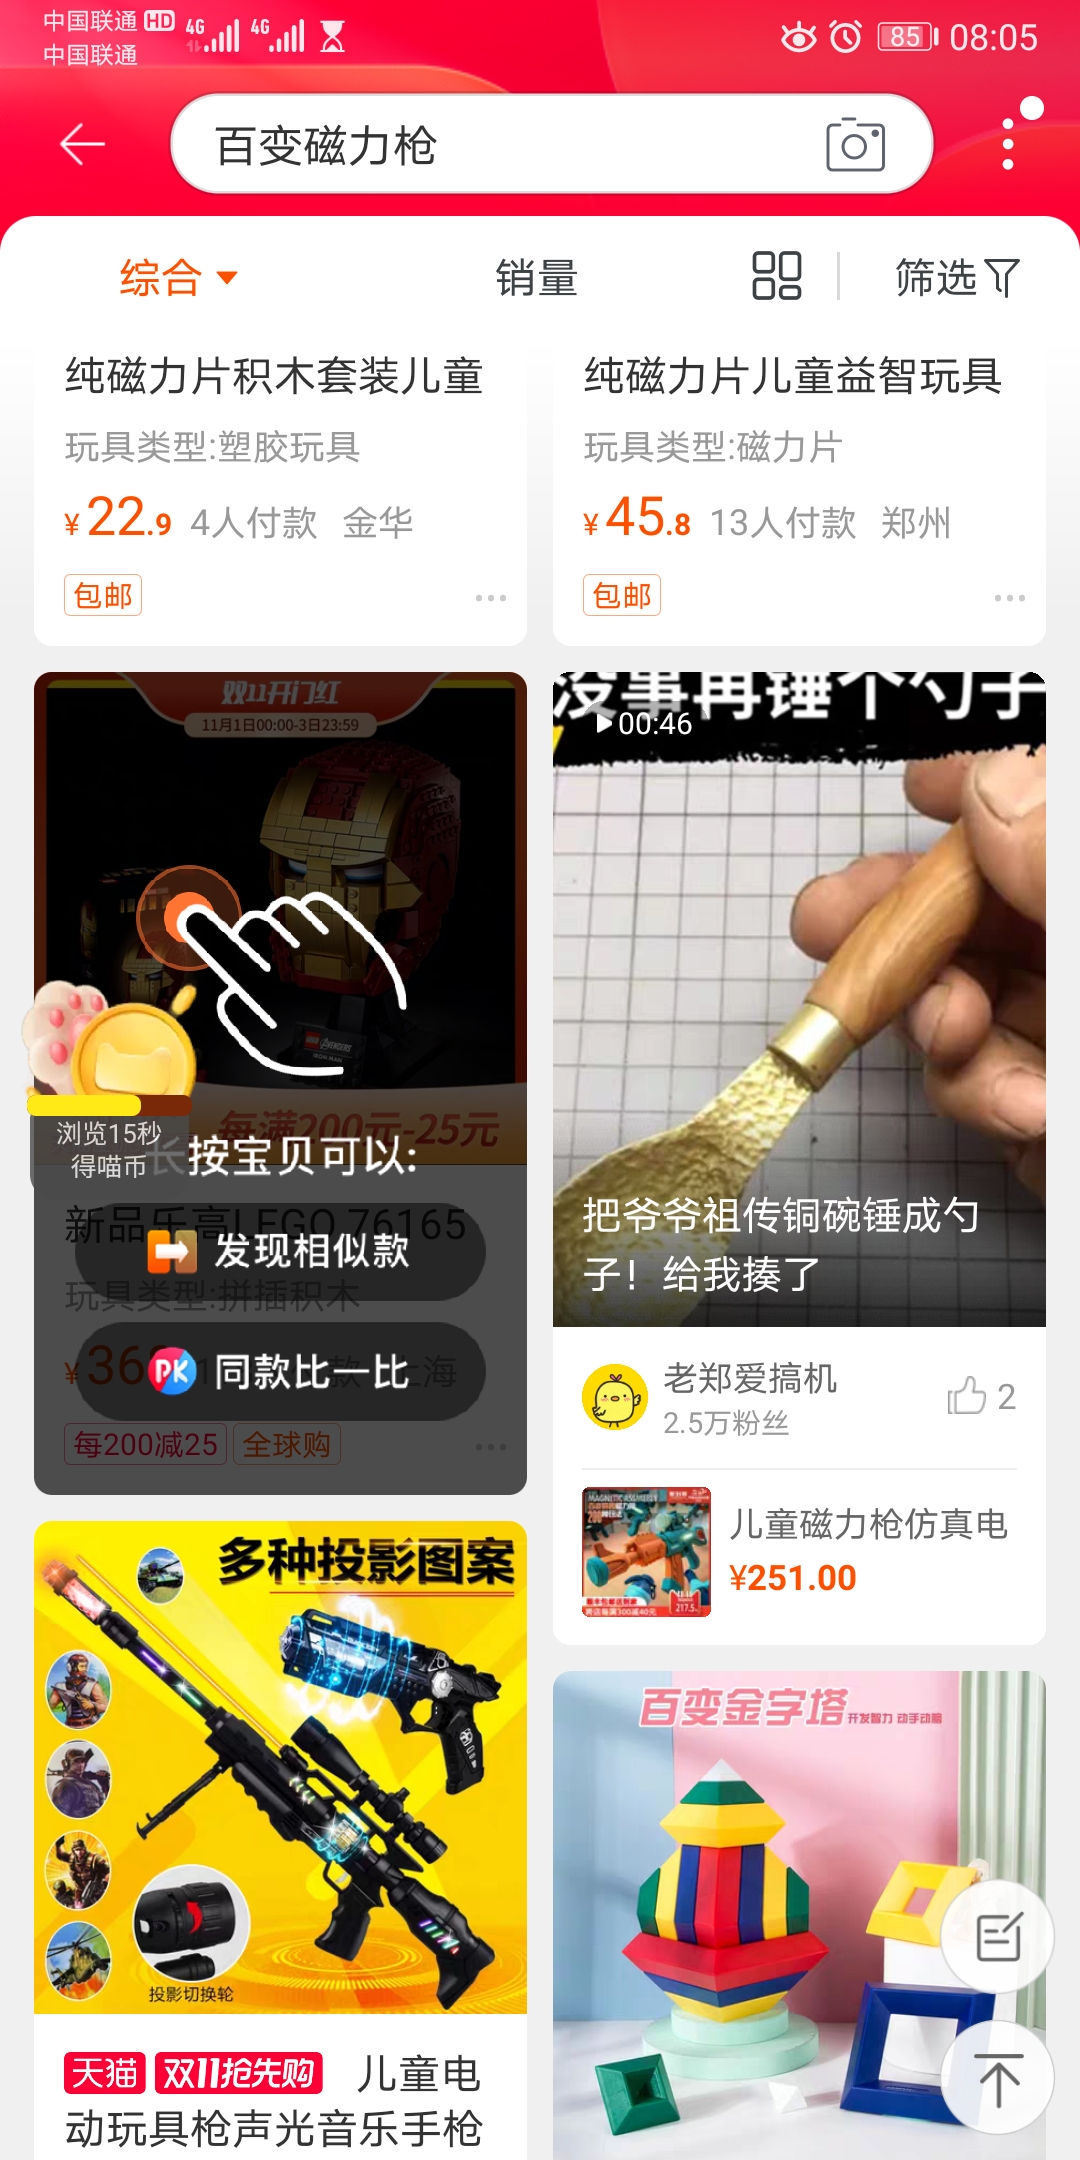 中国联通 HD
中国联通
4G
4G
85
08:05
百变磁力枪
综合
销量
筛选
纯磁力片积木套装儿童
玩具类型:塑胶玩具
¥22.9 4人付款 金华
包邮
纯磁力片儿童益智玩具
玩具类型:磁力片
¥45.8 13人付款 郑州
包邮
双11开门红
11月1日00:00-3日23:59
LEGO AVENGERS
IRON MAN
每满200元-25元
浏览15秒
得喵币
长按宝贝可以:
新品乐高LEGO 76165
发现相似款
玩具类型:拼插积木
¥368
款 上海
PK 同款比一比
每200减25 全球购
没事再锤个勺子
00:46
把爷爷祖传铜碗锤成勺
子！给我揍了
老郑爱搞机
2.5万粉丝
2
儿童磁力枪仿真电
¥251.00
217.5
多种投影图案
投影切换轮
天猫 双11抢先购 儿童电
动玩具枪声光音乐手枪
百变金字塔 开发智力 动手动脑